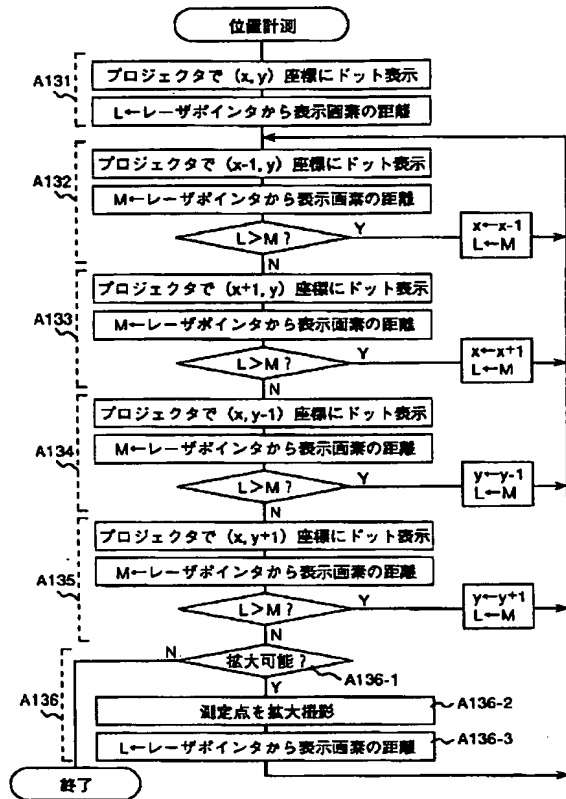 位置計測
A131
プロジェクタで (x, y) 座標にドット表示
L←レーザポインタから表示画素の距離
A132
プロジェクタで (x-1, y) 座標にドット表示
M←レーザポインタから表示画素の距離
L>M？
Y
x←x-1
L←M
N
A133
プロジェクタで (x+1, y) 座標にドット表示
M←レーザポインタから表示画素の距離
L>M？
Y
x←x+1
L←M
N
A134
プロジェクタで (x, y-1) 座標にドット表示
M←レーザポインタから表示画素の距離
L>M？
Y
y←y-1
L←M
N
A135
プロジェクタで (x, y+1) 座標にドット表示
M←レーザポインタから表示画素の距離
L>M？
Y
y←y+1
L←M
N
A136
N
拡大可能？
A136-1
Y
測定点を拡大撮影
A136-2
L←レーザポインタから表示画素の距離
A136-3
終了